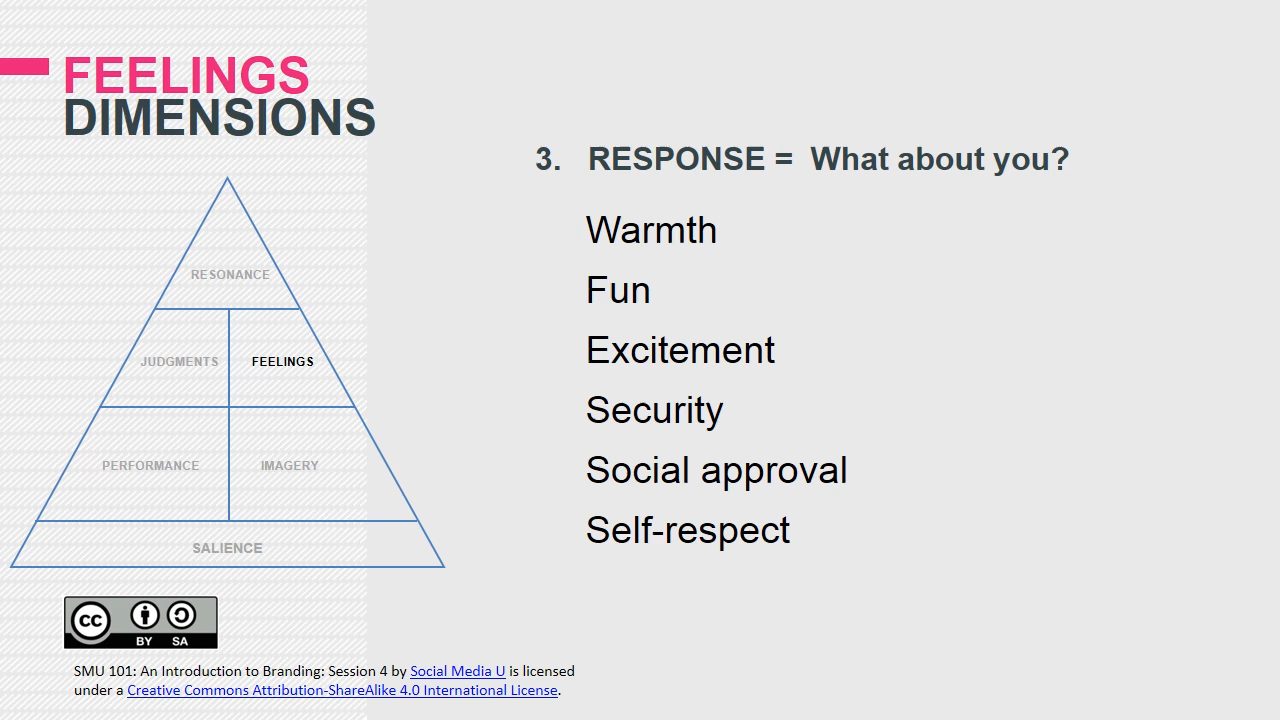 FEELINGS
DIMENSIONS
3. RESPONSE = What about you?
Warmth
Fun
Excitement
Security
Social approval
Self-respect
RESONANCE
JUDGMENTS FEELINGS
PERFORMANCE IMAGERY
SALIENCE
CC BY SA
SMU 101: An Introduction to Branding: Session 4 by Social Media U is licensed
under a Creative Commons Attribution-ShareAlike 4.0 International License.